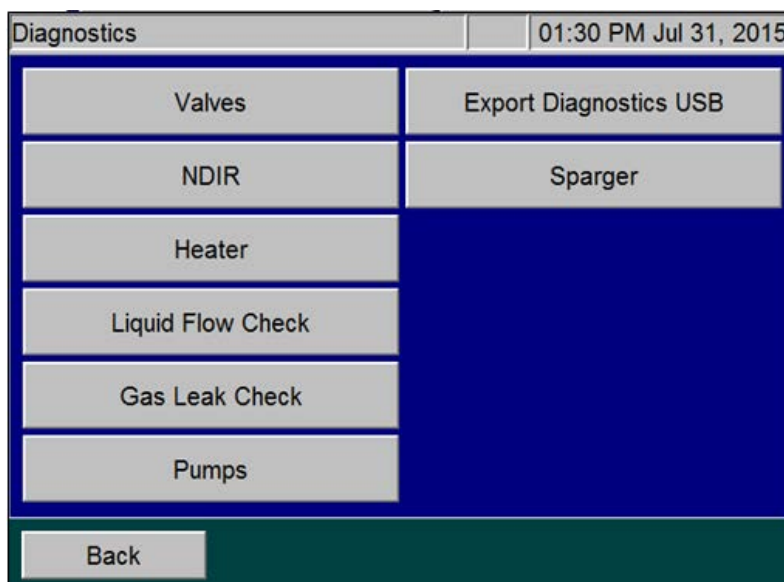 Diagnostics 01:30 PM Jul 31, 2015
Valves
Export Diagnostics USB
NDIR
Sparger
Heater
Liquid Flow Check
Gas Leak Check
Pumps
Back